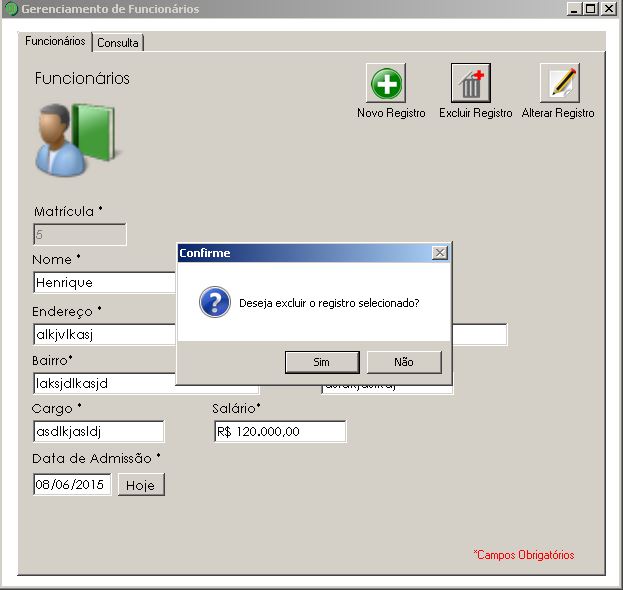 Gerenciamento de Funcionários
Funcionários
Consulta
Funcionários
Novo Registro
Excluir Registro
Alterar Registro
Matrícula *
5
Nome *
Henrique
Endereço *
alkjvlkasj
Bairro*
laksjdlkasjd
Cargo *
Salário*
asdlkjasldj
R$ 120.000,00
Data de Admissão *
08/06/2015
Hoje
*Campos Obrigatórios
Confirme
Deseja excluir o registro selecionado?
Sim
Não